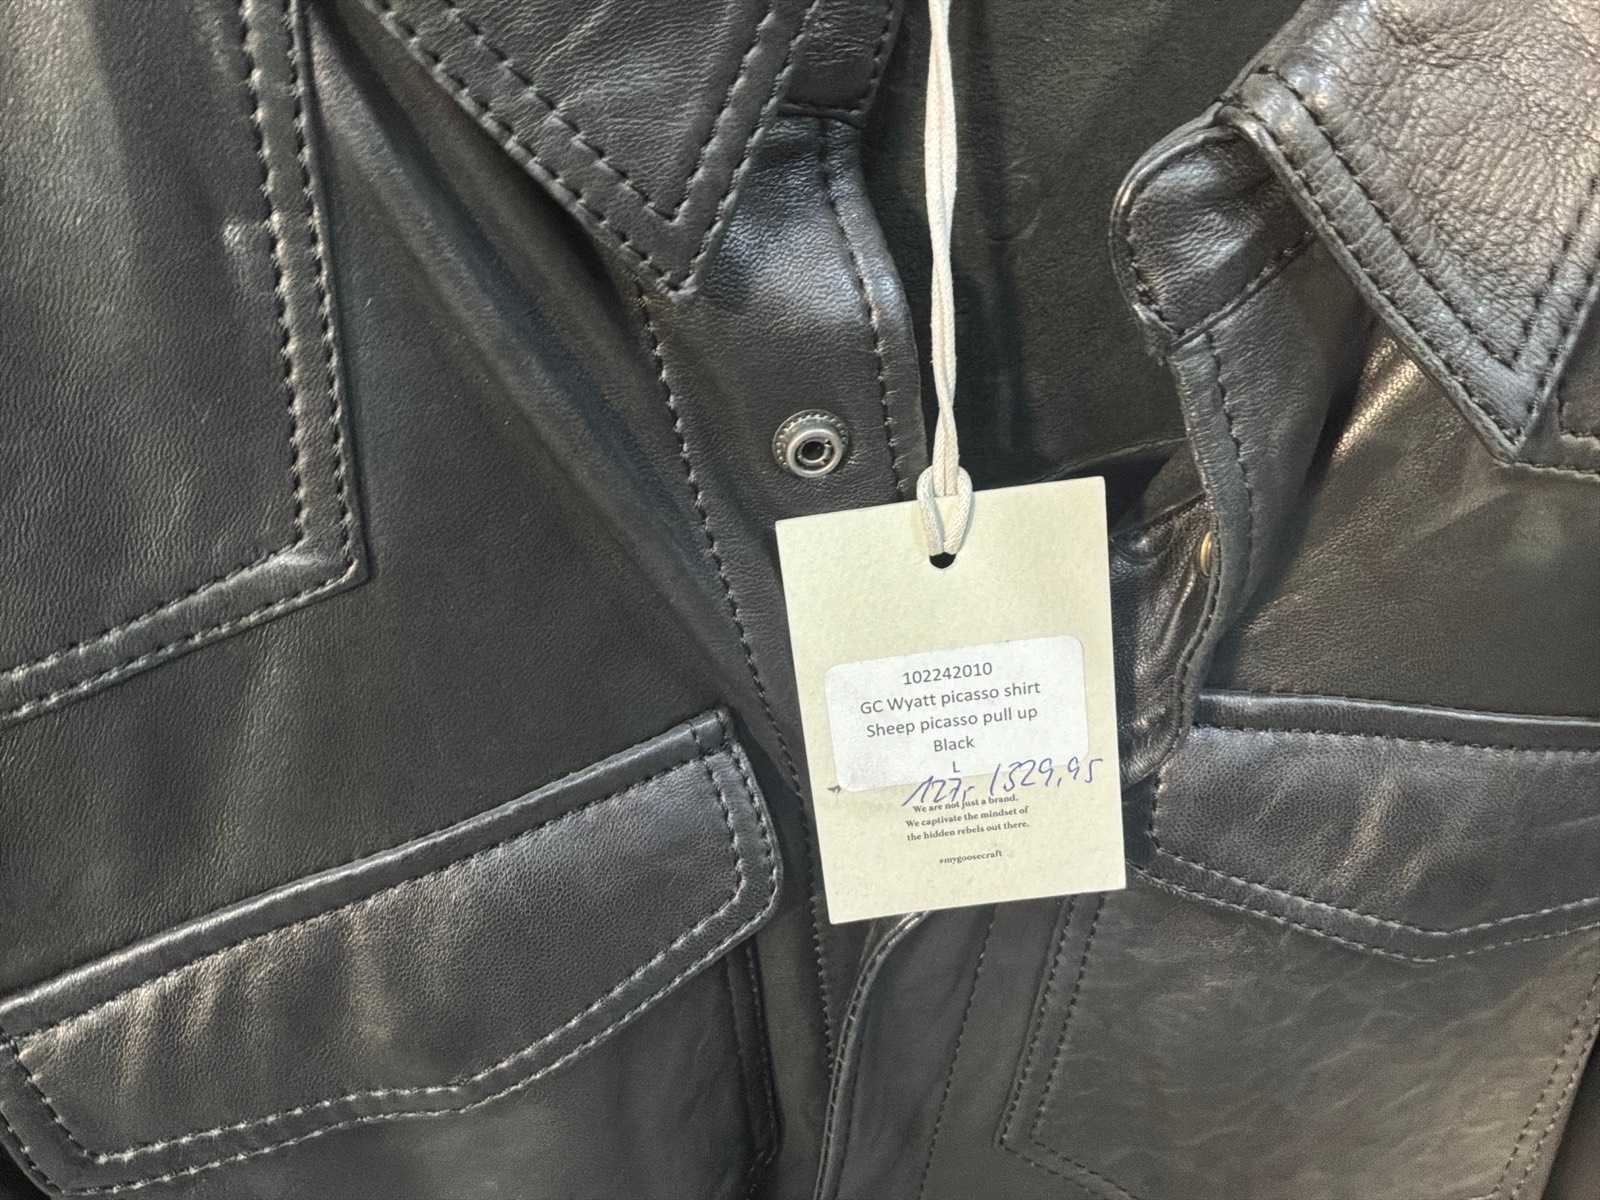 102242010
GC Wyatt picasso shirt
Sheep picasso pull up
Black
L
127,- 1329,95
We are not just a brand.
We captivate the mindset of
the hidden rebels out there.
#mygoosecraft